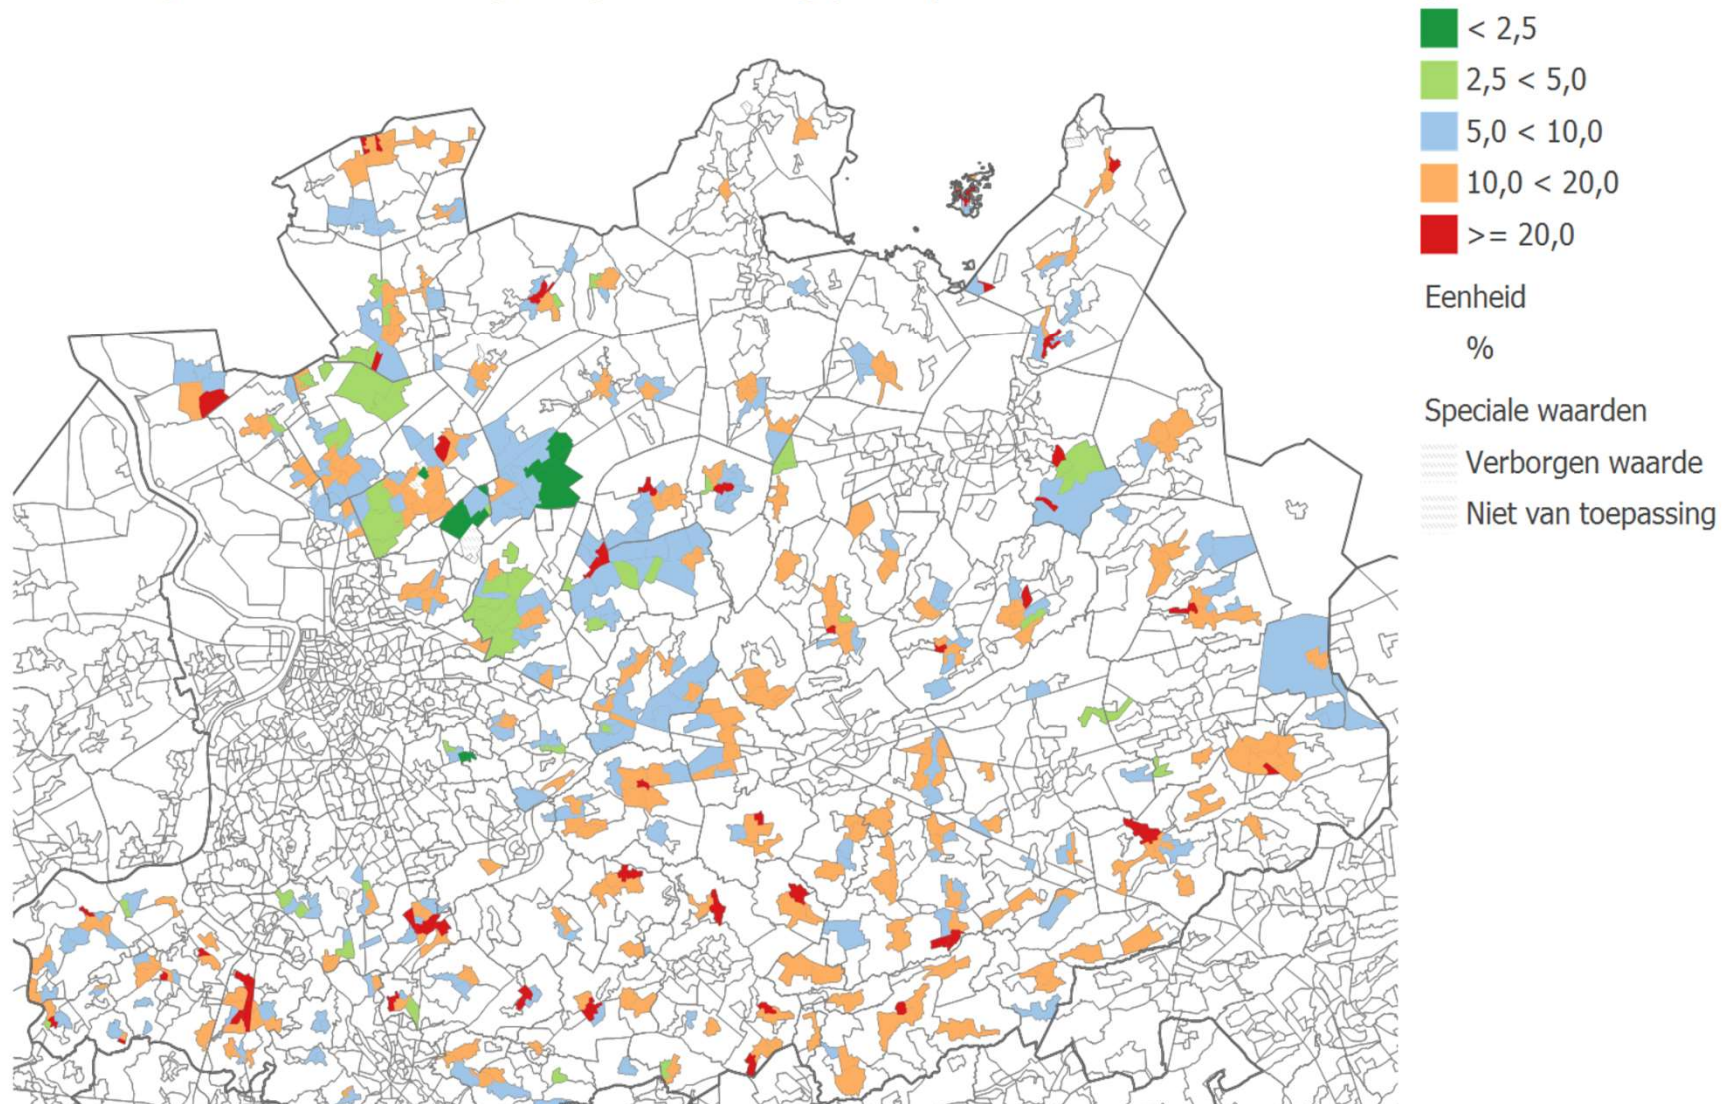 < 2,5
2,5 < 5,0
5,0 < 10,0
10,0 < 20,0
>= 20,0
Eenheid
%
Speciale waarden
Verborgen waarde
Niet van toepassing